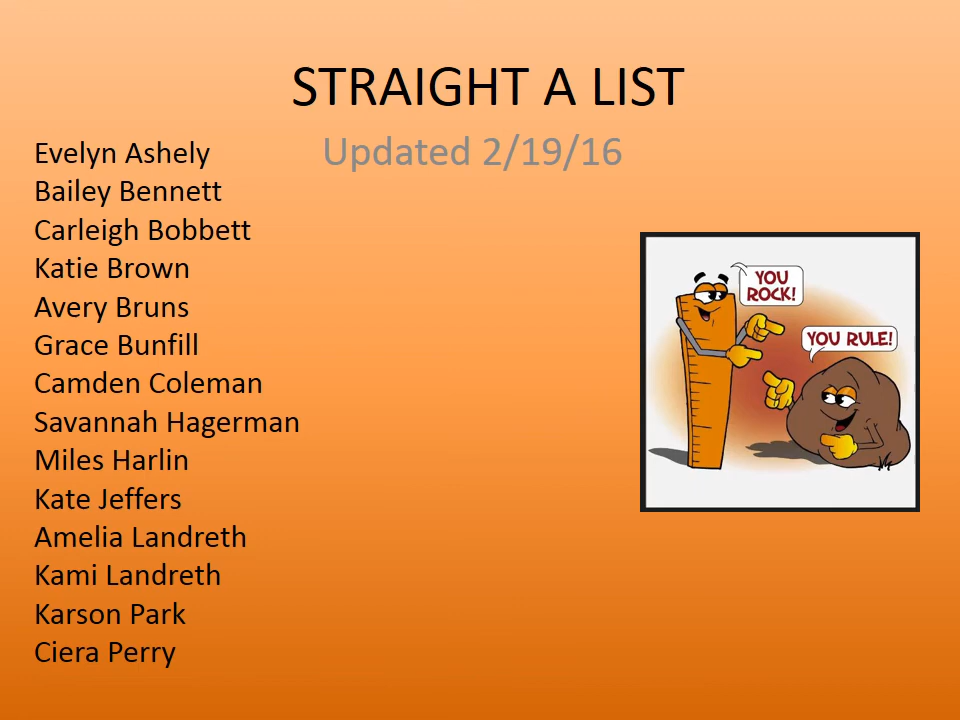 STRAIGHT A LIST
Updated 2/19/16
Evelyn Ashely
Bailey Bennett
Carleigh Bobbett
Katie Brown
Avery Bruns
Grace Bunfill
Camden Coleman
Savannah Hagerman
Miles Harlin
Kate Jeffers
Amelia Landreth
Kami Landreth
Karson Park
Ciera Perry
YOU
ROCK!
YOU RULE!